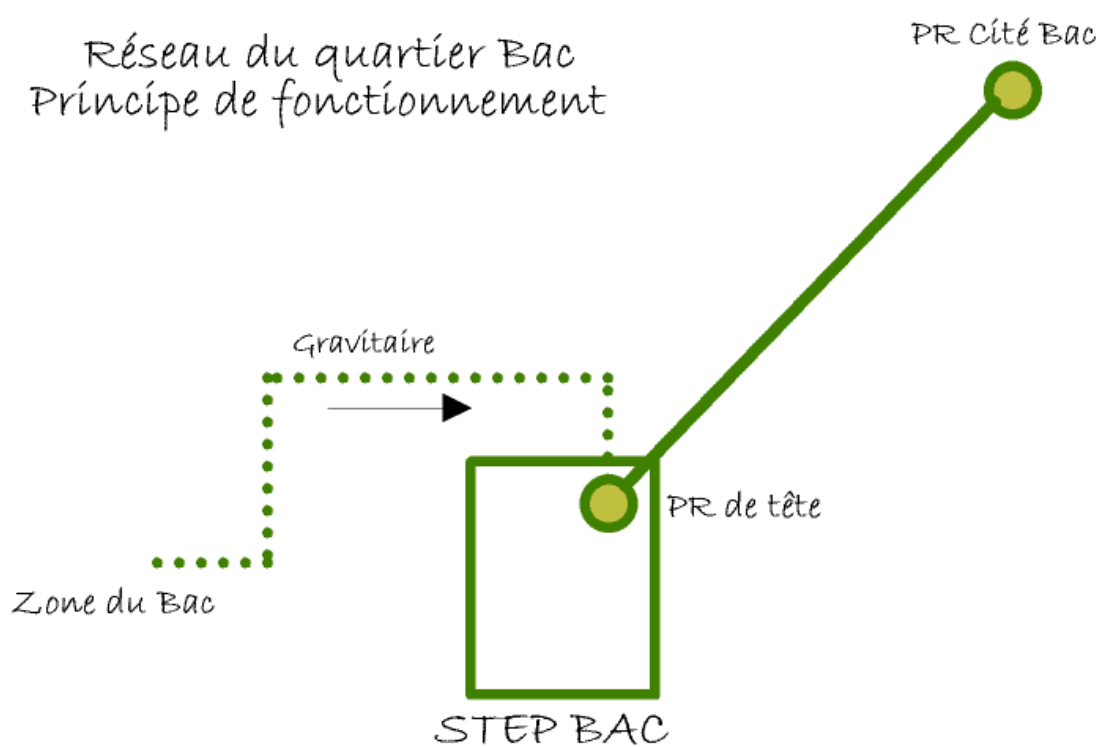 Réseau du quartier Bac
Principe de fonctionnement
PR Cité Bac
Gravitaire
PR de tête
Zone du Bac
STEP BAC